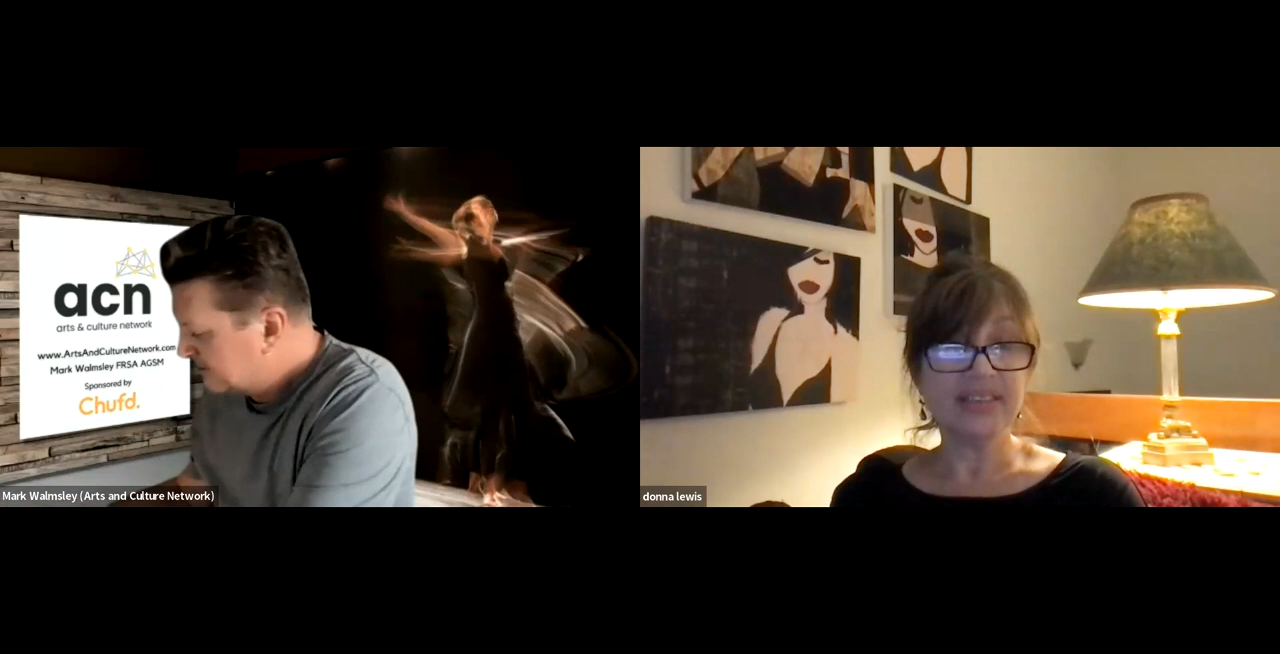 acn
arts & culture network
www.ArtsAndCultureNetwork.com
Mark Walmsley FRSA AGSM
Sponsored by
Chufd.
Mark Walmsley (Arts and Culture Network)
donna lewis